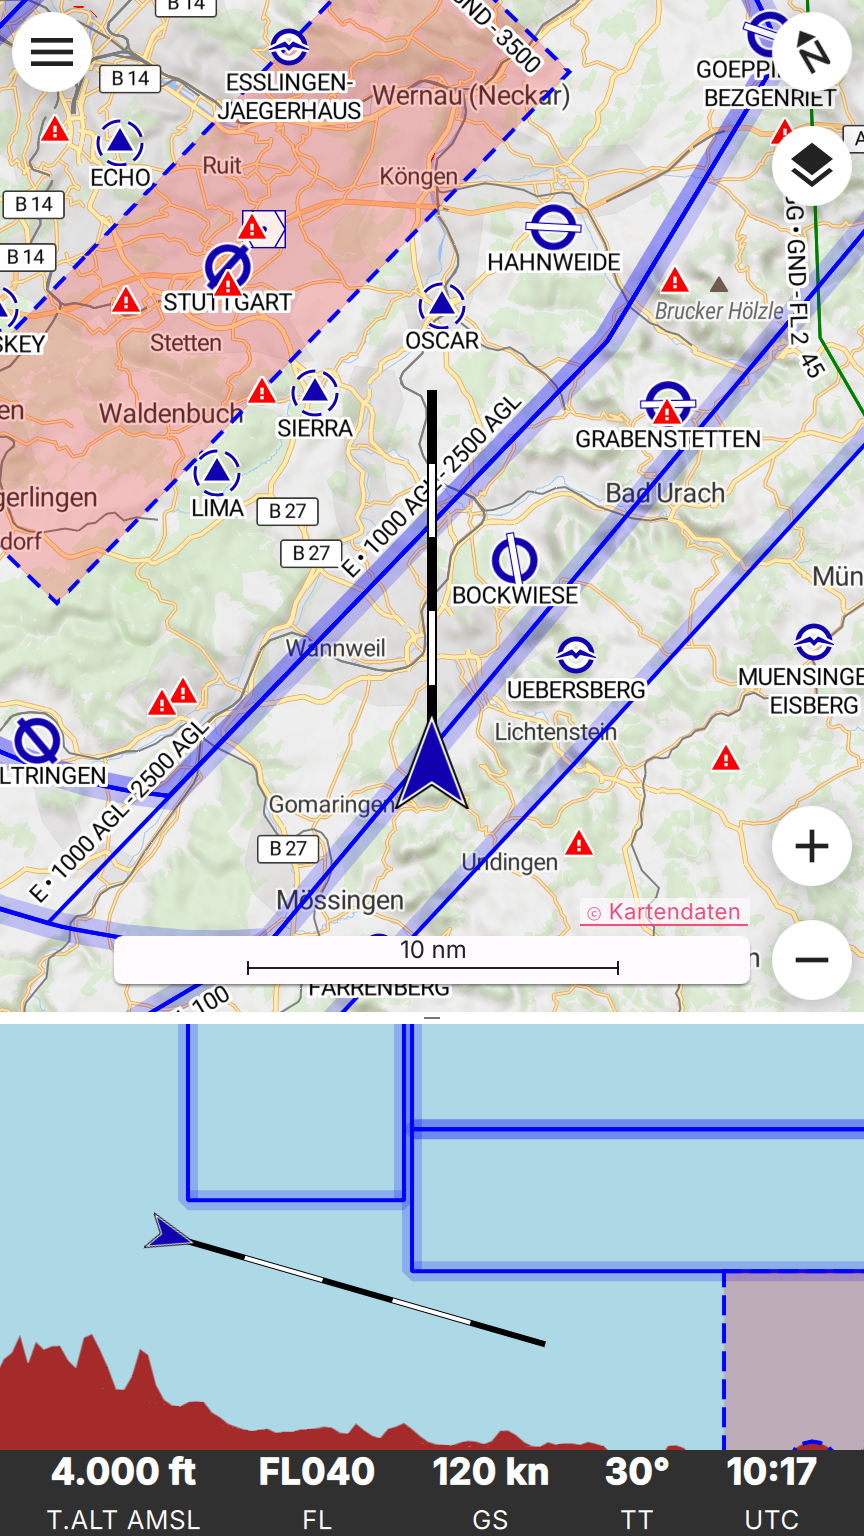 B 14
GND - 3500
B 14
ESSLINGEN-
JAEGERHAUS
Wernau (Neckar)
BEZGENRIET
ECHO
Ruit
Köngen
B 14
B 14
HAHNWEIDE
STUTTGART
Brucker Hölzle
GND - FL 2 45
SKEY
Stetten
OSCAR
Waldenbuch
SIERRA
GRABENSTETTEN
E • 1000 AGL - 2500 AGL
LIMA
B 27
Bad Urach
gerlingen
dorf
B 27
BOCKWIESE
Mün
Wannweil
UEBERSBERG
MUENSINGE
EISBERG
LTRINGEN
Lichtenstein
E • 1000 AGL - 2500 AGL
Gomaringen
B 27
Undingen
Mössingen
© Kartendaten
10 nm
FARRENBERG
100
4.000 ft
FL040
120 kn
30°
10:17
T.ALT AMSL
FL
GS
TT
UTC